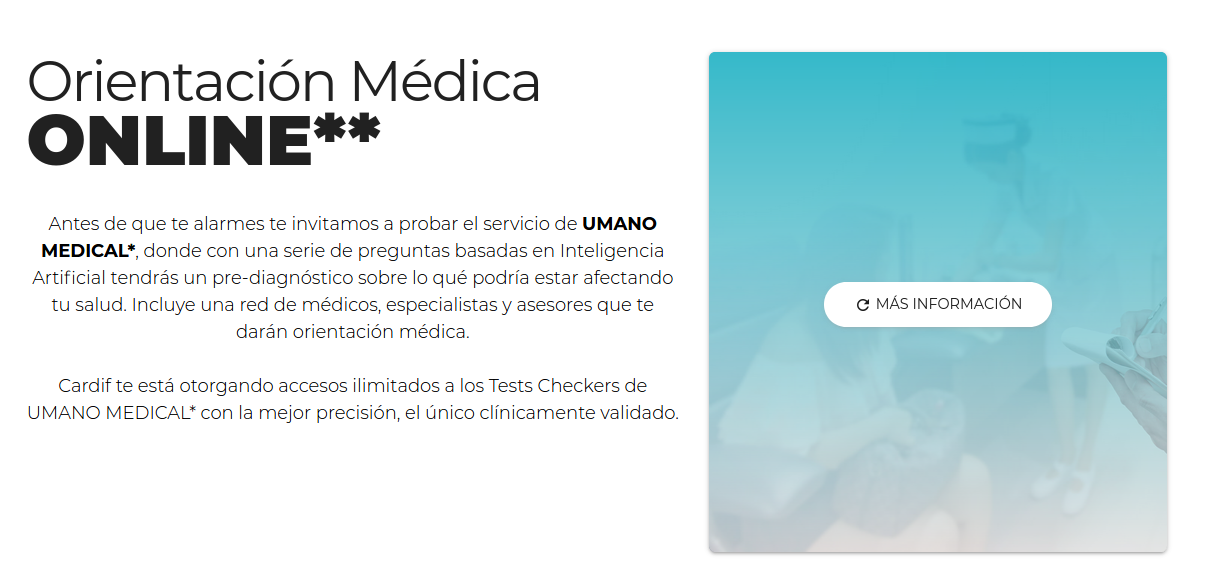 Orientación Médica
ONLINE**
Antes de que te alarmes te invitamos a probar el servicio de UMANO
MEDICAL*, donde con una serie de preguntas basadas en Inteligencia
Artificial tendrás un pre-diagnóstico sobre lo qué podría estar afectando
tu salud. Incluye una red de médicos, especialistas y asesores que te
darán orientación médica.
Cardif te está otorgando accesos ilimitados a los Tests Checkers de
UMANO MEDICAL* con la mejor precisión, el único clínicamente validado.
MÁS INFORMACIÓN